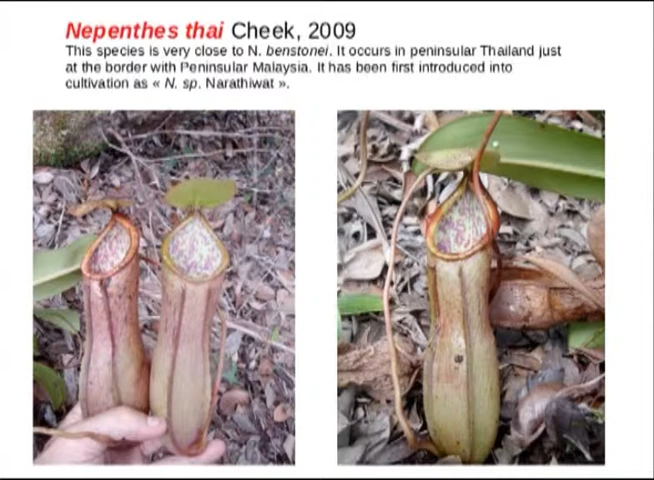 Nepenthes thai Cheek, 2009
This species is very close to N. benstonei. It occurs in peninsular Thailand just
at the border with Peninsular Malaysia. It has been first introduced into
cultivation as « N. sp. Narathiwat ».